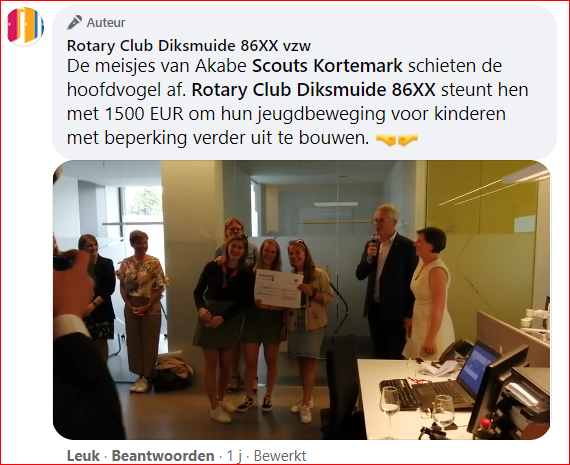 Auteur
Rotary Club Diksmuide 86XX vzw
De meisjes van Akabe Scouts Kortemark schieten de
hoofdvogel af. Rotary Club Diksmuide 86XX steunt hen
met 1500 EUR om hun jeugdbeweging voor kinderen
met beperking verder uit te bouwen.
Leuk · Beantwoorden · 1 j · Bewerkt